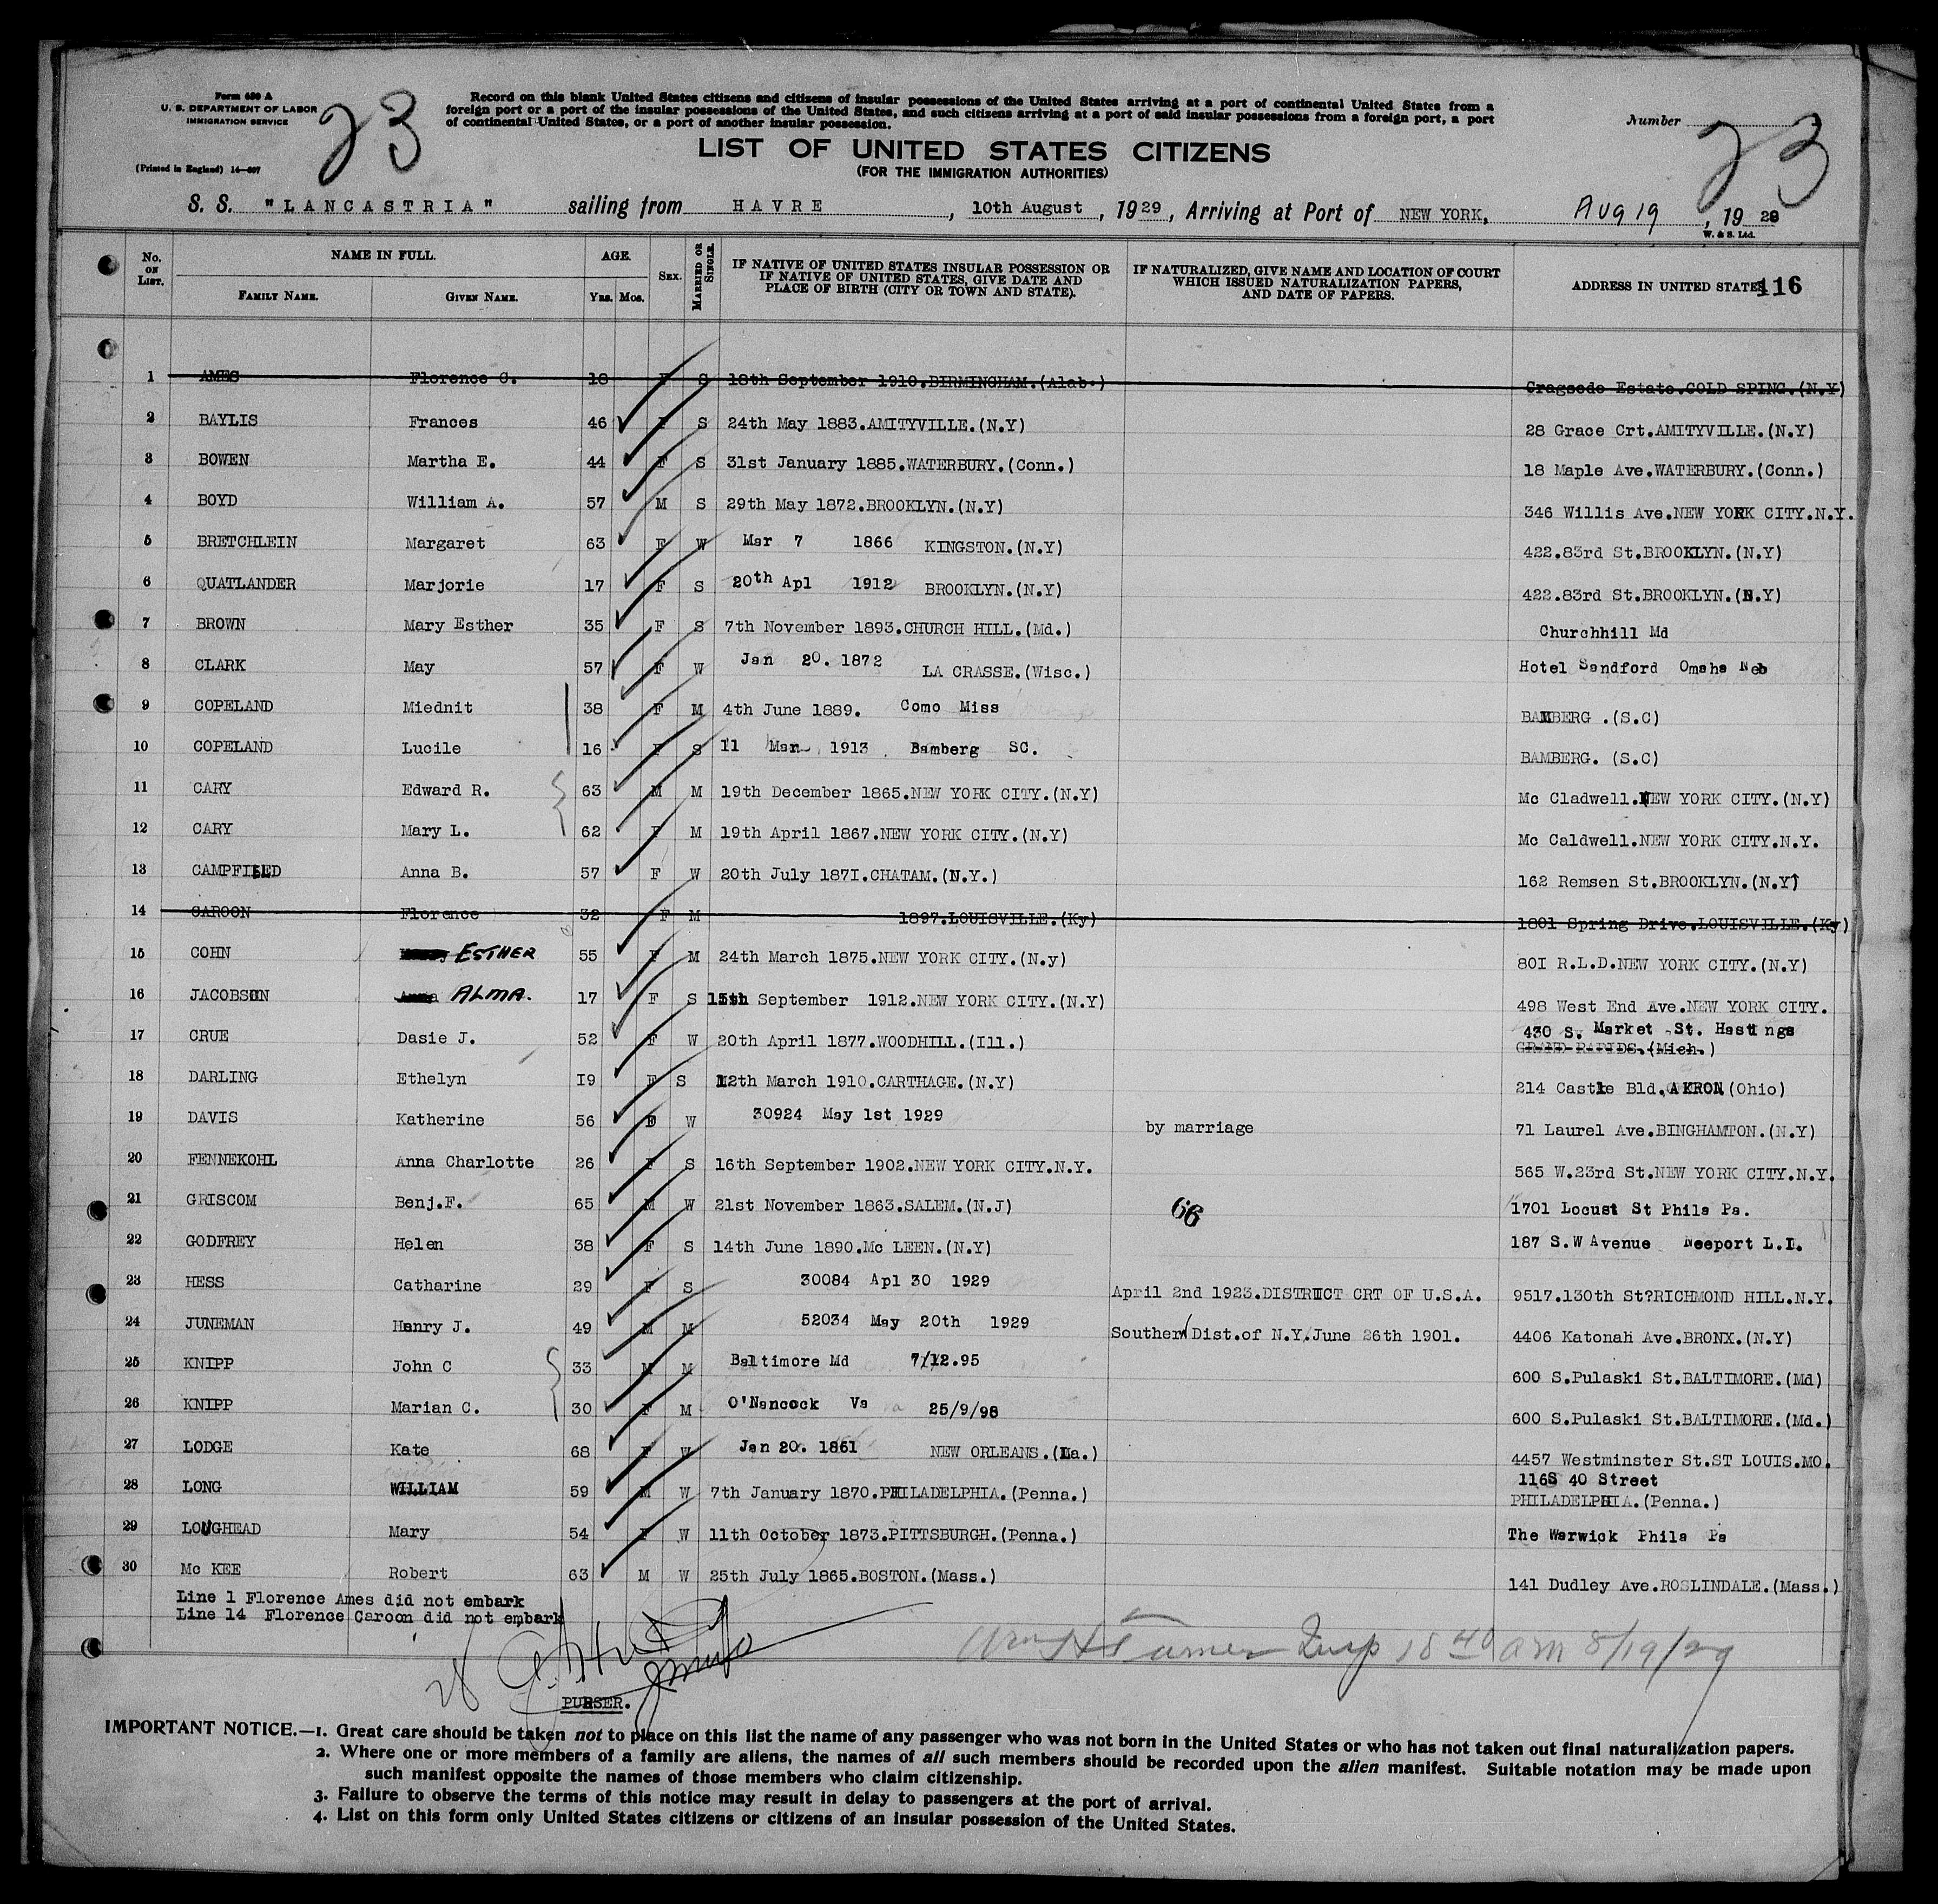 Form 630 A
U. S. DEPARTMENT OF LABOR
IMMIGRATION SERVICE
(Printed in England) 14—607
23
Record on this blank United States citizens and citizens of insular possessions of the United States arriving at a port of continental United States from a
foreign port or a port of the insular possessions of the United States, and such citizens arriving at a port of said insular possessions from a foreign port, a port
of continental United States, or a port of another insular possession.
Number
23
LIST OF UNITED STATES CITIZENS
(FOR THE IMMIGRATION AUTHORITIES)
S. S. "LANCASTRIA" sailing from HAVRE, 10th August, 1929, Arriving at Port of NEW YORK, AUG 19, 1929
W. & S. Ltd.
No. ON LIST. NAME IN FULL. FAMILY NAME. GIVEN NAME. AGE. Yrs. Mos. SEX. MARRIED OR SINGLE. IF NATIVE OF UNITED STATES INSULAR POSSESSION OR IF NATIVE OF UNITED STATES, GIVE DATE AND PLACE OF BIRTH (CITY OR TOWN AND STATE). IF NATURALIZED, GIVE NAME AND LOCATION OF COURT WHICH ISSUED NATURALIZATION PAPERS, AND DATE OF PAPERS. ADDRESS IN UNITED STATES 116
1 AMES Florence C. 18 F S 18th September 1910.BIRMINGHAM.(Alab.) Cragsede Estate.COLD SPING.(N.Y)
2 BAYLIS Frances 46 F S 24th May 1883.AMITYVILLE.(N.Y) 28 Grace Crt.AMITYVILLE.(N.Y)
3 BOWEN Martha E. 44 F S 31st January 1885.WATERBURY.(Conn.) 18 Maple Ave.WATERBURY.(Conn.)
4 BOYD William A. 57 M S 29th May 1872.BROOKLYN.(N.Y) 346 Willis Ave.NEW YORK CITY.N.Y.
5 BRETCHLEIN Margaret 63 F W Mar 7 1866 KINGSTON.(N.Y) 422.83rd St.BROOKLYN.(N.Y)
6 QUATLANDER Marjorie 17 F S 20th Apl 1912 BROOKLYN.(N.Y) 422.83rd St.BROOKLYN.(N.Y)
7 BROWN Mary Esther 35 F S 7th November 1893.CHURCH HILL.(Md.) Churchhill Md
8 CLARK May 57 F W Jan 20. 1872 LA CRASSE.(Wisc.) Hotel Sandford Omaha Neb
9 COPELAND Miednit 38 F M 4th June 1889. Como Miss BAMBERG .(S.C)
10 COPELAND Lucile 16 F S 11 Mar 1913 Bamberg SC. BAMBERG. (S.C)
11 CARY Edward R. 63 M M 19th December 1865.NEW YORK CITY.(N.Y) Mc Cladwell.NEW YORK CITY.(N.Y)
12 CARY Mary L. 62 F M 19th April 1867.NEW YORK CITY.(N.Y) Mc Caldwell.NEW YORK CITY.N.Y.
13 CAMPFILED Anna B. 57 F W 20th July 1871.CHATAM.(N.Y.) 162 Remsen St.BROOKLYN.(N.Y)
14 CAROON Florence 32 F M 1897.LOUISVILLE.(Ky) 1801 Spring Drive.LOUISVILLE.(Ky)
15 COHN ESTHER 55 F M 24th March 1875.NEW YORK CITY.(N.y) 801 R.L.D.NEW YORK CITY.(N.Y)
16 JACOBSON Anna ALMA. 17 F S 15th September 1912.NEW YORK CITY.(N.Y) 498 West End Ave.NEW YORK CITY.
17 CRUE Dasie J. 52 F W 20th April 1877.WOODHILL.(Ill.) 430 S. Market St. Hastings
GRAND RAPIDS.(Mich.)
18 DARLING Ethelyn I9 F S 12th March 1910.CARTHAGE.(N.Y) 214 Castle Bld.AKRON(Ohio)
19 DAVIS Katherine 56 F W 30924 May 1st 1929 by marriage 71 Laurel Ave.BINGHAMTON.(N.Y)
20 FENNEKOHL Anna Charlotte 26 F S 16th September 1902.NEW YORK CITY.N.Y. 565 W.23rd St.NEW YORK CITY.N.Y.
21 GRISCOM Benj.F. 65 M W 21st November 1863.SALEM.(N.J) 66 1701 Locust St Phila Pa.
22 GODFREY Helen 38 F S 14th June 1890.Mc LEEN.(N.Y) 187 S.W Avenue Neeport L.I.
23 HESS Catharine 29 F S 30084 Apl 30 1929 April 2nd 1923.DISTRICT CRT OF U.S.A. 9517.130th St?RICHMOND HILL.N.Y.
24 JUNEMAN Henry J. 49 M M 52034 May 20th 1929 Southern Dist.of N.Y.June 26th 1901. 4406 Katonah Ave.BRONX.(N.Y)
25 KNIPP John C 33 M M Baltimore Md 7/12.95 600 S.Pulaski St.BALTIMORE.(Md)
26 KNIPP Marian C. 30 F M O'Nancock Va 25/9/98 600 S.Pulaski St.BALTIMORE.(Md.)
27 LODGE Kate 68 F W Jan 20. 1861 NEW ORLEANS.(La.) 4457 Westminster St.ST LOUIS.MO.
28 LONG WILLIAM 59 M W 7th January 1870.PHILADELPHIA.(Penna.) 116S 40 Street
PHILADELPHIA.(Penna.)
29 LOUGHEAD Mary 54 F W 11th October 1873.PITTSBURGH.(Penna.) The Warwick Phila Pa
30 Mc KEE Robert 63 M W 25th July 1865.BOSTON.(Mass.) 141 Dudley Ave.ROSLINDALE.(Mass.)
Line 1 Florence Ames did not embark
Line 14 Florence Caroon did not embark
28
Turner Insp 10 40 am 8/19/29
PURSER.
IMPORTANT NOTICE.—1. Great care should be taken not to place on this list the name of any passenger who was not born in the United States or who has not taken out final naturalization papers.
2. Where one or more members of a family are aliens, the names of all such members should be recorded upon the alien manifest. Suitable notation may be made upon
such manifest opposite the names of those members who claim citizenship.
3. Failure to observe the terms of this notice may result in delay to passengers at the port of arrival.
4. List on this form only United States citizens or citizens of an insular possession of the United States.